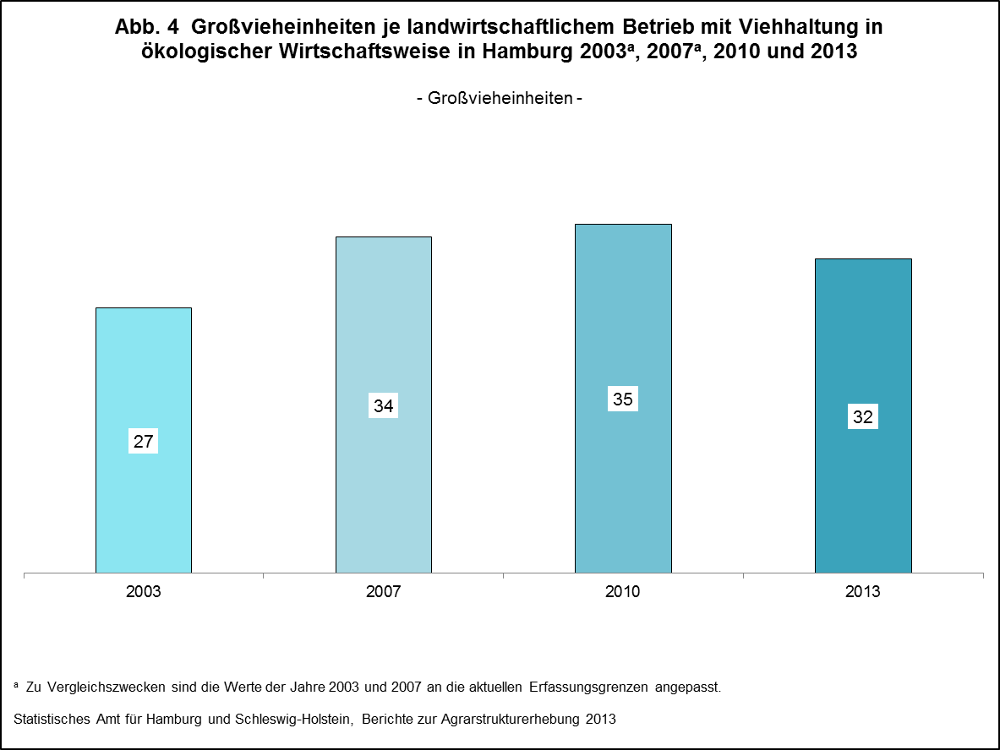 Abb. 4  Großvieheinheiten je landwirtschaftlichem Betrieb mit Viehhaltung in
ökologischer Wirtschaftsweise in Hamburg 2003ª, 2007ª, 2010 und 2013
- Großvieheinheiten -
27
34
35
32
2003
2007
2010
2013
ª Zu Vergleichszwecken sind die Werte der Jahre 2003 und 2007 an die aktuellen Erfassungsgrenzen angepasst.
Statistisches Amt für Hamburg und Schleswig-Holstein, Berichte zur Agrarstrukturerhebung 2013